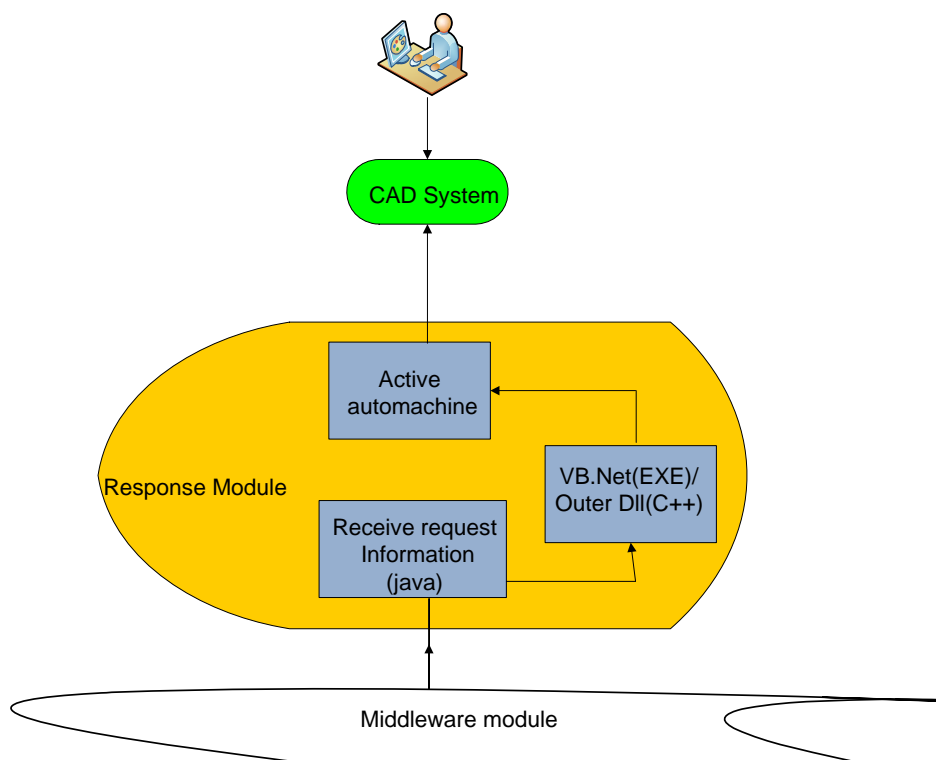 CAD System
Active
automachine
VB.Net(EXE)/
Outer Dll(C++)
Response Module
Receive request
Information
(java)
Middleware module